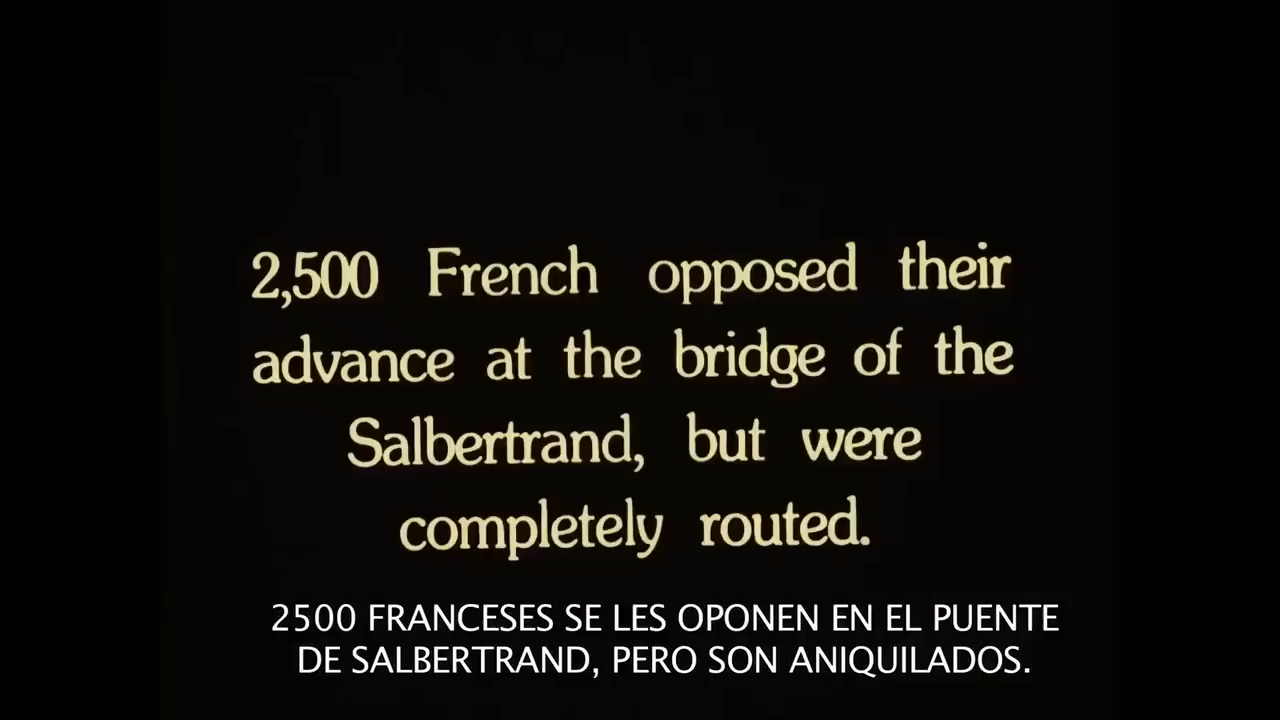 2,500 French opposed their
advance at the bridge of the
Salbertrand, but were
completely routed.
2500 FRANCESES SE LES OPONEN EN EL PUENTE
DE SALBERTRAND, PERO SON ANIQUILADOS.